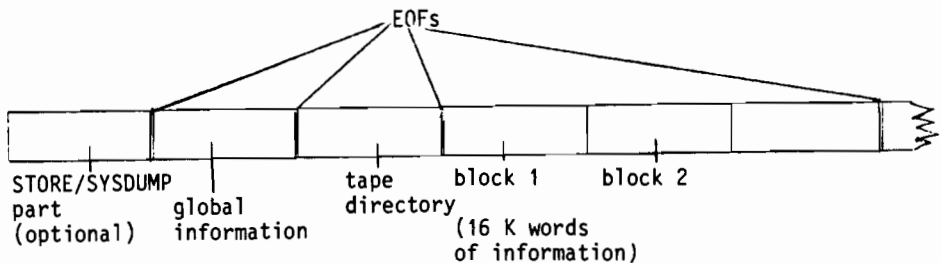 EOFs
STORE/SYSDUMP
part
(optional)
global
information
tape
directory
block 1
(16 K words
of information)
block 2